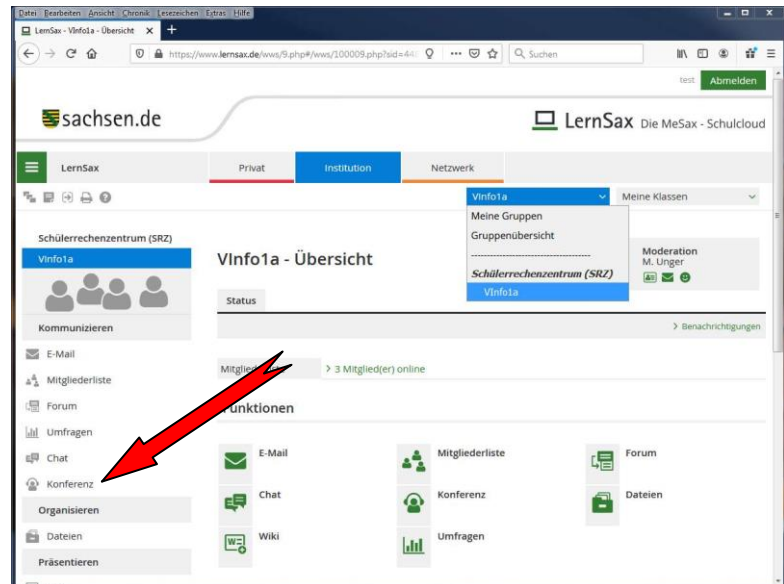 Datei Bearbeiten Ansicht Chronik Lesezeichen Extras Hilfe
LernSax - VInfo1a - Übersicht
https://www.lernsax.de/wws/9.php#/wws/100009.php?sid=44
Suchen
test Abmelden
sachsen.de
LernSax Die MeSax - Schulcloud
LernSax Privat Institution Netzwerk
VInfo1a Meine Klassen
Meine Gruppen
Gruppenübersicht
------------------------------------
Schülerrechenzentrum (SRZ)
VInfo1a
Schülerrechenzentrum (SRZ)
VInfo1a
Kommunizieren
E-Mail
Mitgliederliste
Forum
Umfragen
Chat
Konferenz
Organisieren
Dateien
Präsentieren
VInfo1a - Übersicht
Moderation
M. Unger
Status
> Benachrichtigungen
> 3 Mitglied(er) online
Funktionen
E-Mail
Mitgliederliste
Forum
Chat
Konferenz
Dateien
Wiki
Umfragen